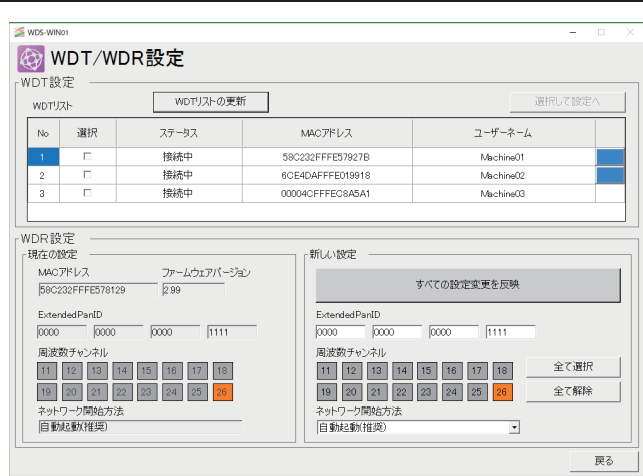 WDS-WIN01
WDT/WDR設定
WDT設定
WDTリスト
WDTリストの更新
選択して設定へ
No 選択 ステータス MACアドレス ユーザーネーム
1 接続中 58C232FFFE57927B Machine01
2 接続中 6CE4DAFFFE019918 Machine02
3 接続中 00004CFFFEC8A5A1 Machine03
WDR設定
現在の設定
MACアドレス ファームウェアバージョン
58C232FFFE578129 2.99
ExtendedPanID
0000 0000 0000 1111
周波数チャンネル
11 12 13 14 15 16 17 18
19 20 21 22 23 24 25 26
ネットワーク開始方法
自動起動(推奨)
新しい設定
すべての設定変更を反映
ExtendedPanID
0000 0000 0000 1111
周波数チャンネル
11 12 13 14 15 16 17 18 全て選択
19 20 21 22 23 24 25 26 全て解除
ネットワーク開始方法
自動起動(推奨)
戻る